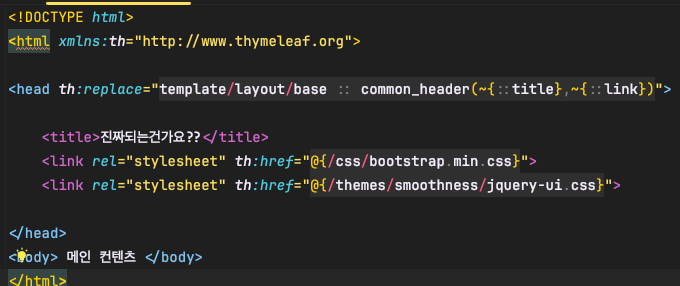 <!DOCTYPE html>
<html xmlns:th="http://www.thymeleaf.org">
<head th:replace="template/layout/base :: common_header(~{::title},~{::link})">
<title>진짜되는건가요??</title>
<link rel="stylesheet" th:href="@{/css/bootstrap.min.css}">
<link rel="stylesheet" th:href="@{/themes/smoothness/jquery-ui.css}">
</head>
<body> 메인 컨텐츠 </body>
</html>